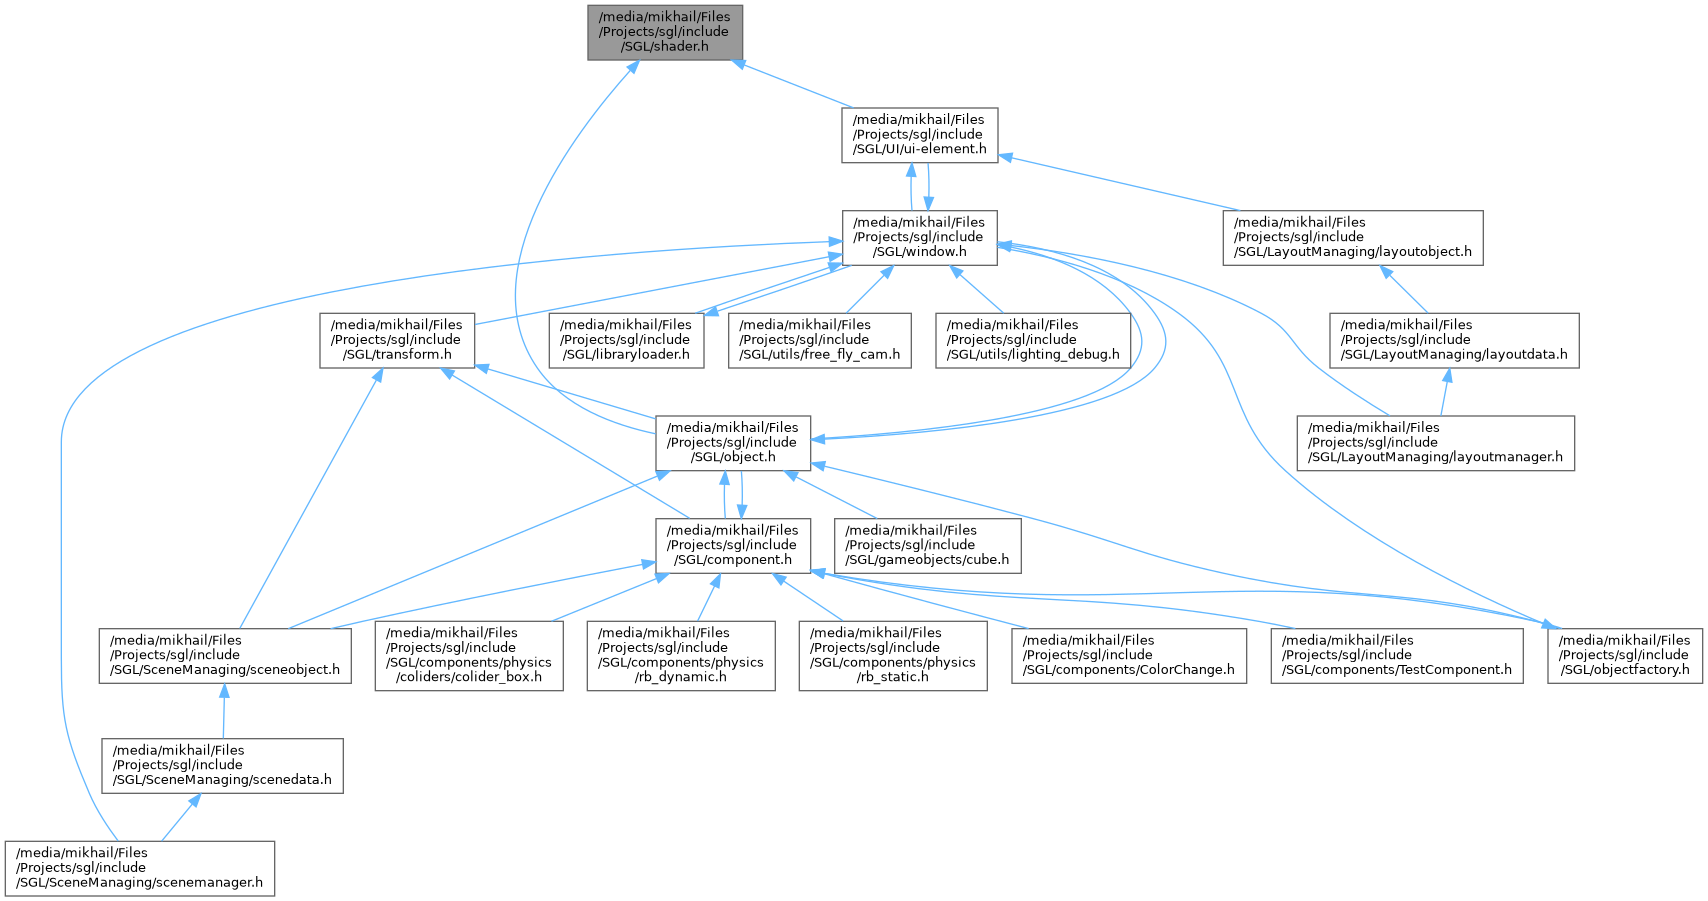 /media/mikhail/Files
/Projects/sgl/include
/SGL/shader.h
/media/mikhail/Files
/Projects/sgl/include
/SGL/UI/ui-element.h
/media/mikhail/Files
/Projects/sgl/include
/SGL/window.h
/media/mikhail/Files
/Projects/sgl/include
/SGL/LayoutManaging/layoutobject.h
/media/mikhail/Files
/Projects/sgl/include
/SGL/transform.h
/media/mikhail/Files
/Projects/sgl/include
/SGL/libraryloader.h
/media/mikhail/Files
/Projects/sgl/include
/SGL/utils/free_fly_cam.h
/media/mikhail/Files
/Projects/sgl/include
/SGL/utils/lighting_debug.h
/media/mikhail/Files
/Projects/sgl/include
/SGL/LayoutManaging/layoutdata.h
/media/mikhail/Files
/Projects/sgl/include
/SGL/object.h
/media/mikhail/Files
/Projects/sgl/include
/SGL/LayoutManaging/layoutmanager.h
/media/mikhail/Files
/Projects/sgl/include
/SGL/component.h
/media/mikhail/Files
/Projects/sgl/include
/SGL/gameobjects/cube.h
/media/mikhail/Files
/Projects/sgl/include
/SGL/SceneManaging/sceneobject.h
/media/mikhail/Files
/Projects/sgl/include
/SGL/components/physics
/coliders/colider_box.h
/media/mikhail/Files
/Projects/sgl/include
/SGL/components/physics
/rb_dynamic.h
/media/mikhail/Files
/Projects/sgl/include
/SGL/components/physics
/rb_static.h
/media/mikhail/Files
/Projects/sgl/include
/SGL/components/ColorChange.h
/media/mikhail/Files
/Projects/sgl/include
/SGL/components/TestComponent.h
/media/mikhail/Files
/Projects/sgl/include
/SGL/objectfactory.h
/media/mikhail/Files
/Projects/sgl/include
/SGL/SceneManaging/scenedata.h
/media/mikhail/Files
/Projects/sgl/include
/SGL/SceneManaging/scenemanager.h